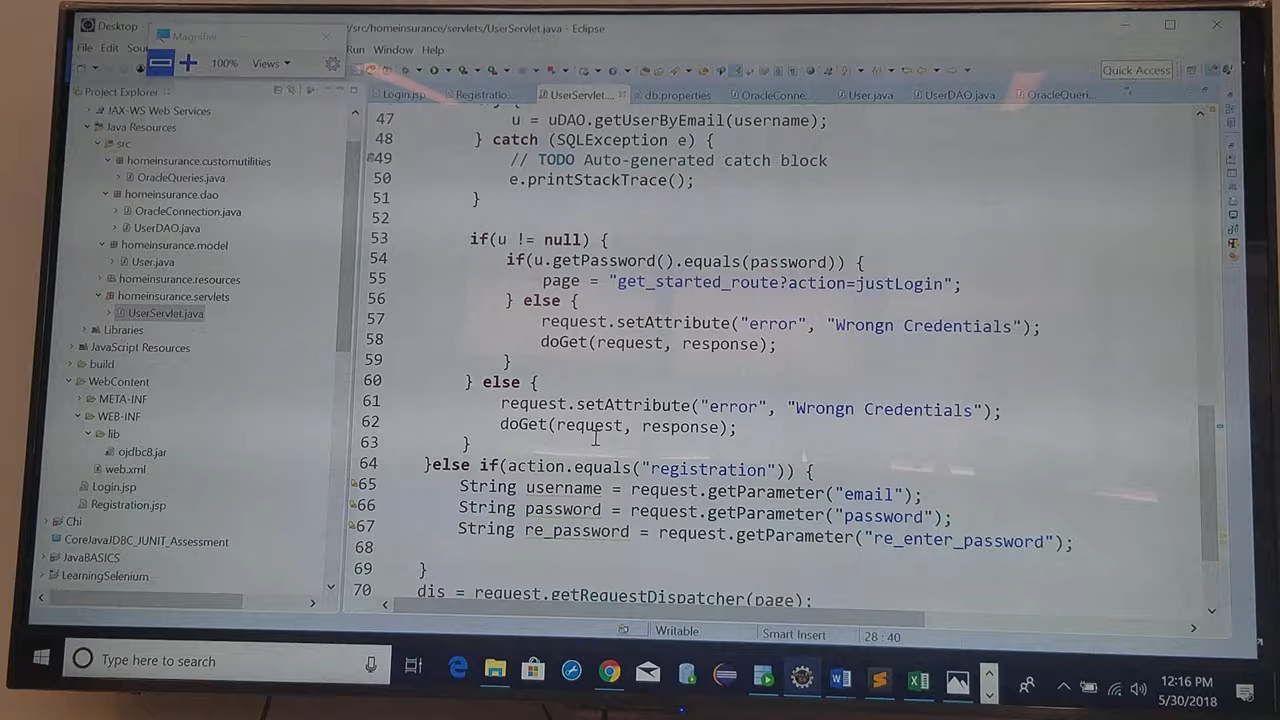 Desktop -
/src/homeinsurance/servlets/UserServlet.java - Eclipse
Magnifier
File Edit Sou
Run Window Help
100% Views
Quick Access
Project Explorer
Login.jsp
Registratio...
UserServlet....
db.properties
OracleConne...
User.java
UserDAO.java
OracleQueri...
JAX-WS Web Services
Java Resources
src
homeinsurance.customutilities
OracleQueries.java
homeinsurance.dao
OracleConnection.java
UserDAO.java
homeinsurance.model
User.java
homeinsurance.resources
homeinsurance.servlets
UserServlet.java
Libraries
JavaScript Resources
build
WebContent
META-INF
WEB-INF
lib
ojdbc8.jar
web.xml
Login.jsp
Registration.jsp
Chi
CoreJavaJDBC_JUNIT_Assessment
JavaBASICS
LearningSelenium
47 u = uDAO.getUserByEmail(username);
48 } catch (SQLException e) {
49 // TODO Auto-generated catch block
50 e.printStackTrace();
51 }
52
53 if(u != null) {
54 if(u.getPassword().equals(password)) {
55 page = "get_started_route?action=justLogin";
56 } else {
57 request.setAttribute("error", "Wrongn Credentials");
58 doGet(request, response);
59 }
60 } else {
61 request.setAttribute("error", "Wrongn Credentials");
62 doGet(request, response);
63 }
64 }else if(action.equals("registration")) {
65 String username = request.getParameter("email");
66 String password = request.getParameter("password");
67 String re_password = request.getParameter("re_enter_password");
68
69 }
70 dis = request.getRequestDispatcher(page);
Writable
Smart Insert
28 : 40
Type here to search
12:16 PM
5/30/2018